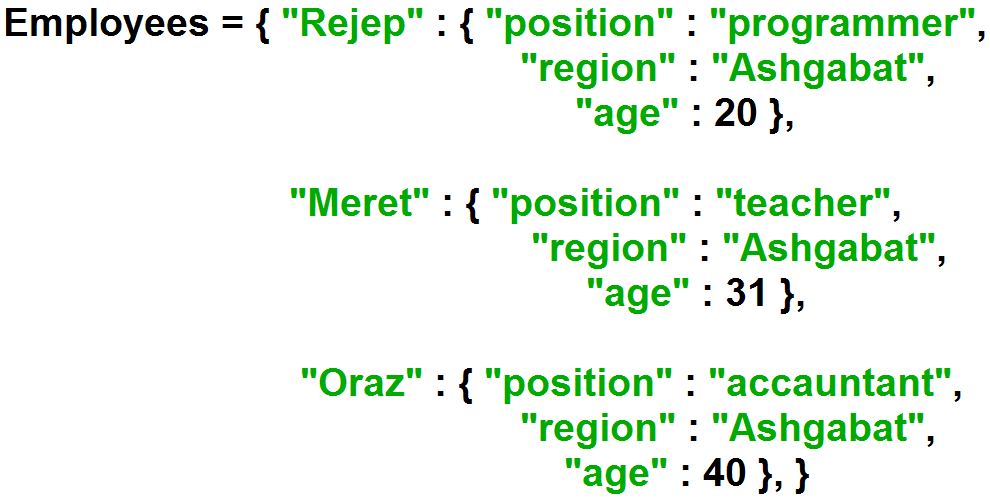 Employees = { "Rejep" : { "position" : "programmer",
"region" : "Ashgabat",
"age" : 20 },
"Meret" : { "position" : "teacher",
"region" : "Ashgabat",
"age" : 31 },
"Oraz" : { "position" : "accauntant",
"region" : "Ashgabat",
"age" : 40 }, }